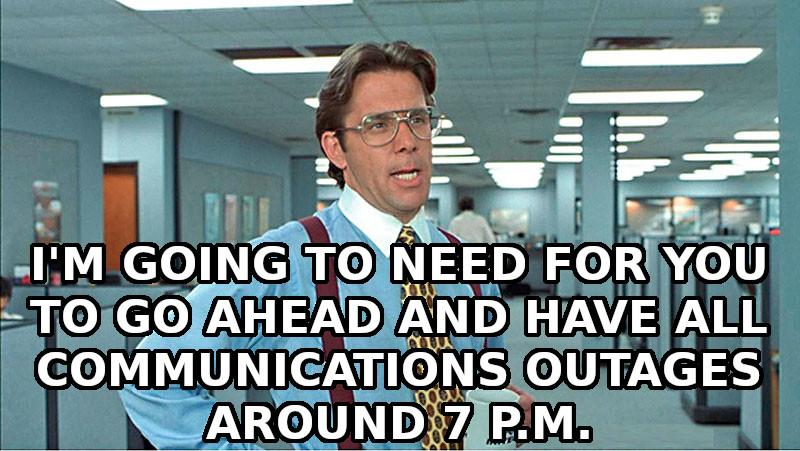 I'M GOING TO NEED FOR YOU
TO GO AHEAD AND HAVE ALL
COMMUNICATIONS OUTAGES
AROUND 7 P.M.